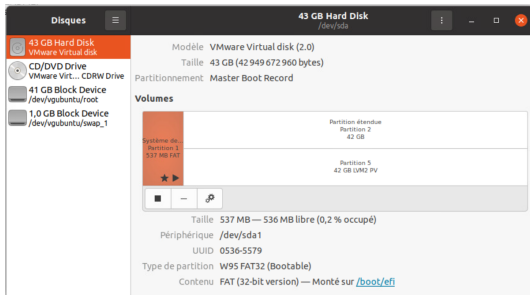 Disques
43 GB Hard Disk
/dev/sda
43 GB Hard Disk
VMware Virtual disk
CD/DVD Drive
VMware Virt... CDRW Drive
41 GB Block Device
/dev/vgubuntu/root
1,0 GB Block Device
/dev/vgubuntu/swap_1
Modèle VMware Virtual disk (2.0)
Taille 43 GB (42 949 672 960 bytes)
Partitionnement Master Boot Record
Volumes
Système de...
Partition 1
537 MB FAT
Partition étendue
Partition 2
42 GB
Partition 5
42 GB LVM2 PV
Taille 537 MB — 536 MB libre (0,2 % occupé)
Périphérique /dev/sda1
UUID 0536-5579
Type de partition W95 FAT32 (Bootable)
Contenu FAT (32-bit version) — Monté sur /boot/efi